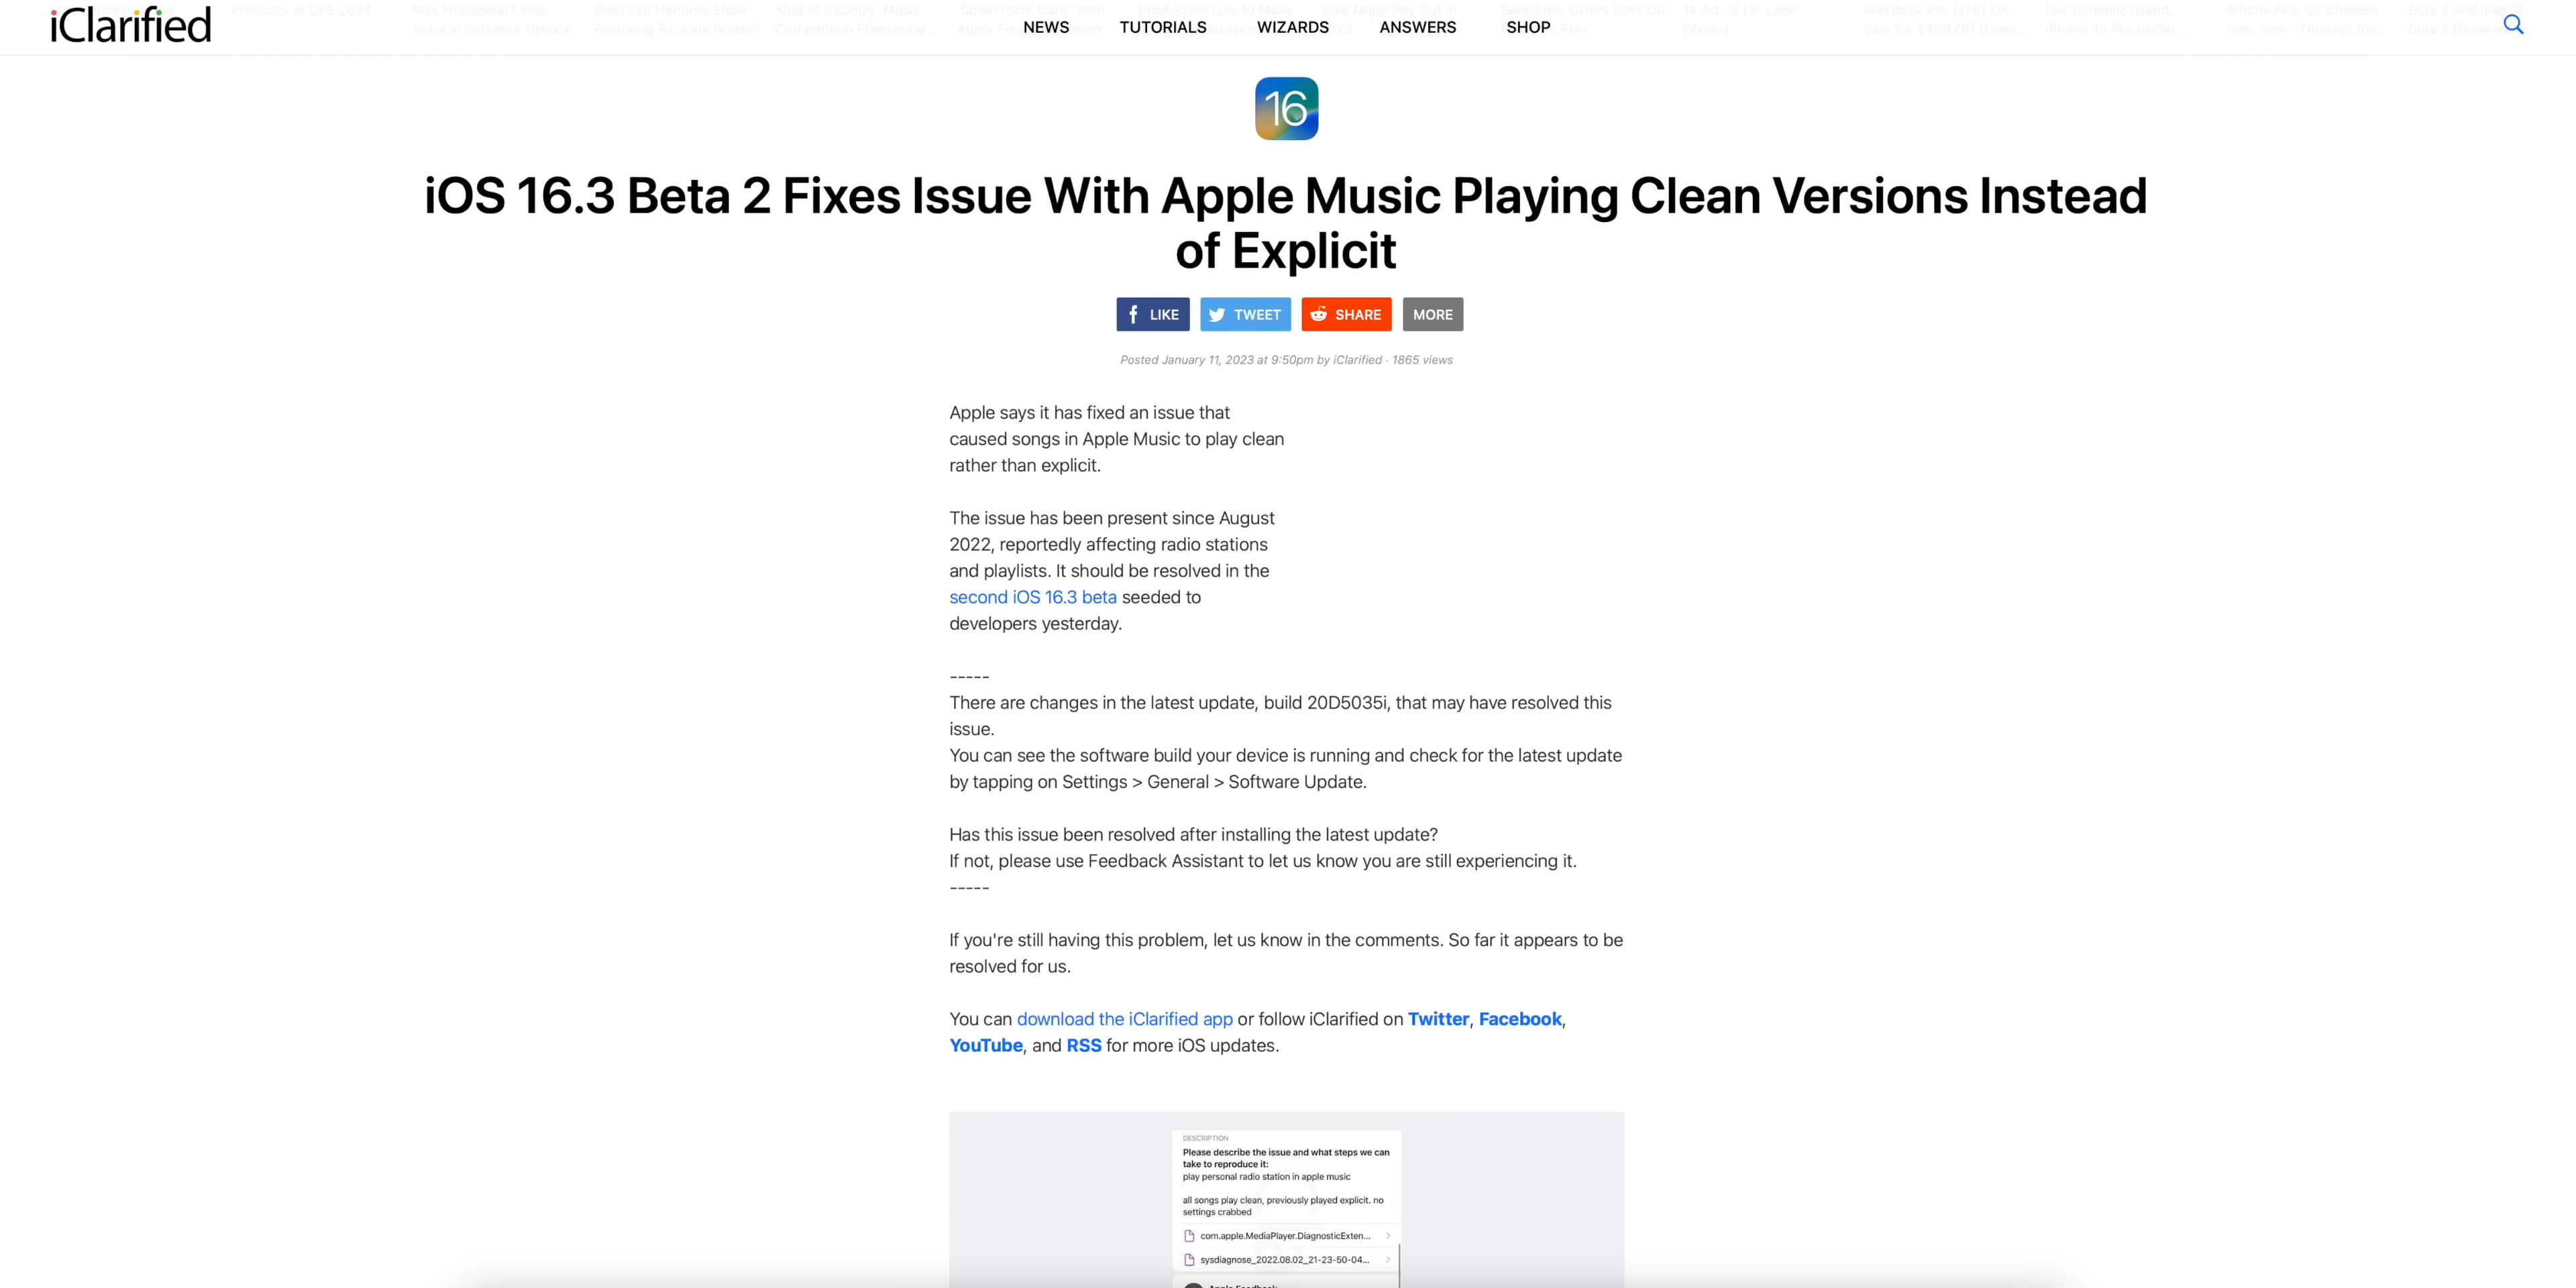 iClarified
NEWS TUTORIALS WIZARDS ANSWERS SHOP
16
iOS 16.3 Beta 2 Fixes Issue With Apple Music Playing Clean Versions Instead
of Explicit
LIKE TWEET SHARE MORE
Posted January 11, 2023 at 9:50pm by iClarified · 1865 views
Apple says it has fixed an issue that
caused songs in Apple Music to play clean
rather than explicit.
The issue has been present since August
2022, reportedly affecting radio stations
and playlists. It should be resolved in the
second iOS 16.3 beta seeded to
developers yesterday.
-----
There are changes in the latest update, build 20D5035i, that may have resolved this
issue.
You can see the software build your device is running and check for the latest update
by tapping on Settings > General > Software Update.
Has this issue been resolved after installing the latest update?
If not, please use Feedback Assistant to let us know you are still experiencing it.
-----
If you're still having this problem, let us know in the comments. So far it appears to be
resolved for us.
You can download the iClarified app or follow iClarified on Twitter, Facebook,
YouTube, and RSS for more iOS updates.
DESCRIPTION
Please describe the issue and what steps we can
take to reproduce it:
play personal radio station in apple music
all songs play clean, previously played explicit. no
settings crabbed
com.apple.MediaPlayer.DiagnosticExten...
sysdiagnose_2022.08.02_21-23-50-04...